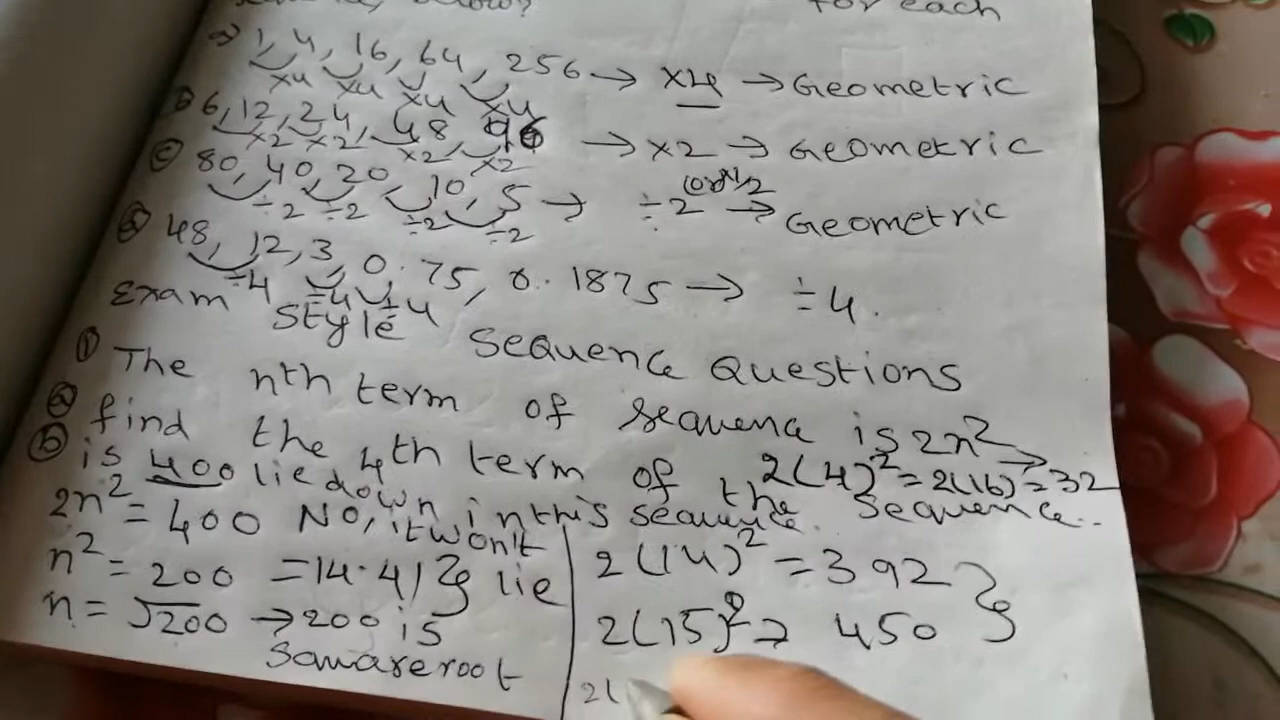 for each
a) 1, 4, 16, 64, 256 → ×4 → Geometric
×4 ×4 ×4 ×4
b) 6, 12, 24, 48, 96 → ×2 → Geometric
×2 ×2, ×2, ×2
c) 80, 40, 20, 10, 5 → ÷2 (or) 1/2 → Geometric
÷2 ÷2 ÷2 ÷2
d) 48, 12, 3, 0.75, 0.1875 → ÷4.
÷4 ÷4 ÷4
Exam Style Sequence Questions
① The nth term of sequence is 2n²
ⓐ find the 4th term of the sequence.. → 2(4)² = 2(16) = 32
ⓑ is 400 lie down in this sequence.
2n² = 400 No, it won't lie
n² = 200 = 14.41
n = √200 → 200 is
squareroot
2(14)² = 392
2(15)² = 450
2(